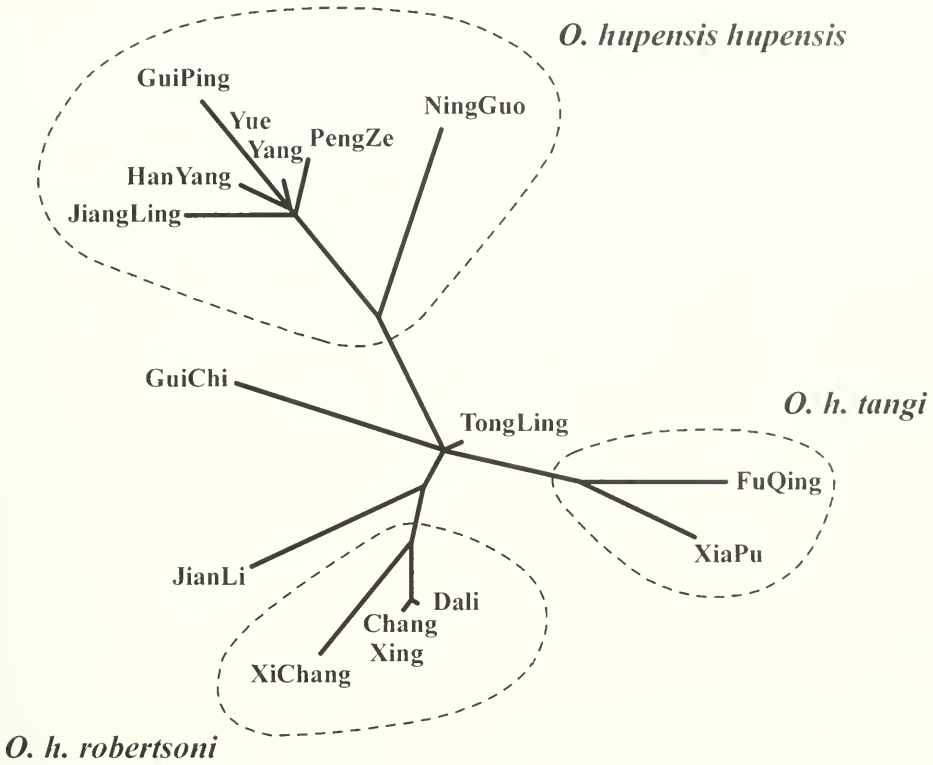 O. hupensis hupensis
GuiPing
Yue
Yang
PengZe
NingGuo
HanYang
JiangLing
GuiChi
TongLing
O. h. tangi
FuQing
XiaPu
JianLi
Dali
Chang
Xing
XiChang
O. h. robertsoni